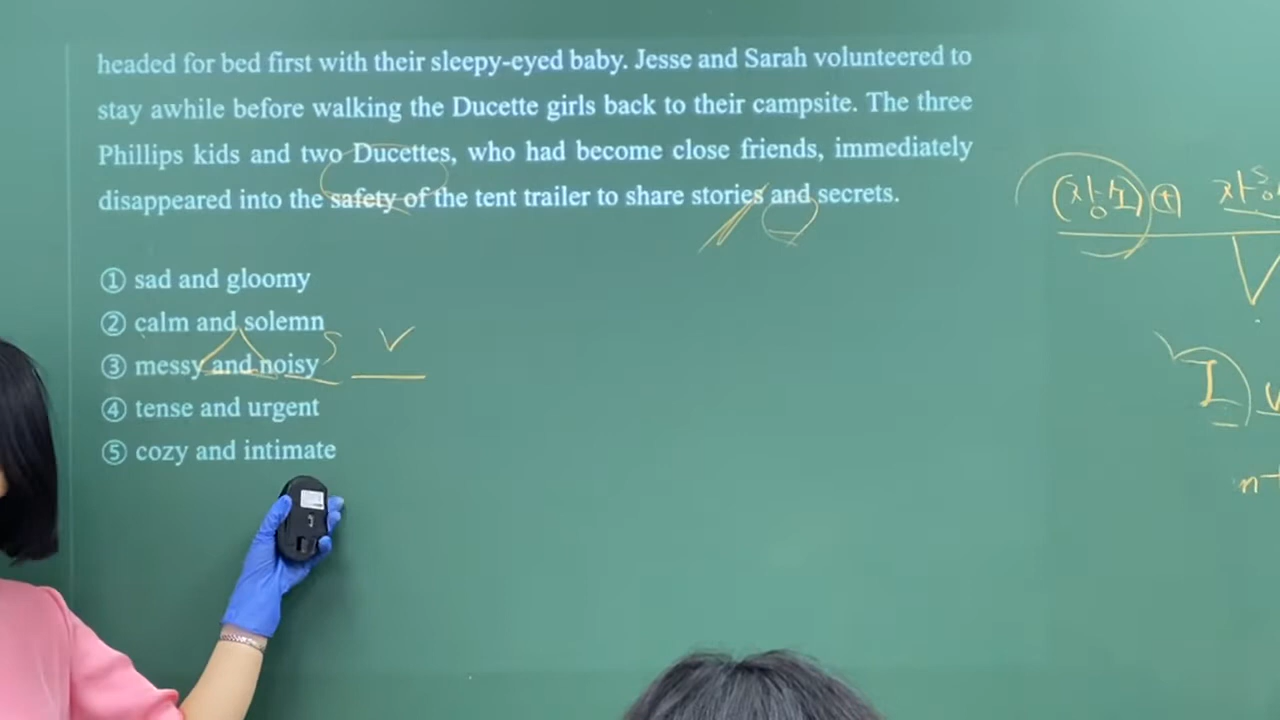 headed for bed first with their sleepy-eyed baby. Jesse and Sarah volunteered to
stay awhile before walking the Ducette girls back to their campsite. The three
Phillips kids and two Ducettes, who had become close friends, immediately
disappeared into the safety of the tent trailer to share stories and secrets.
① sad and gloomy
② calm and solemn
③ messy and noisy S V
④ tense and urgent
⑤ cozy and intimate
I V